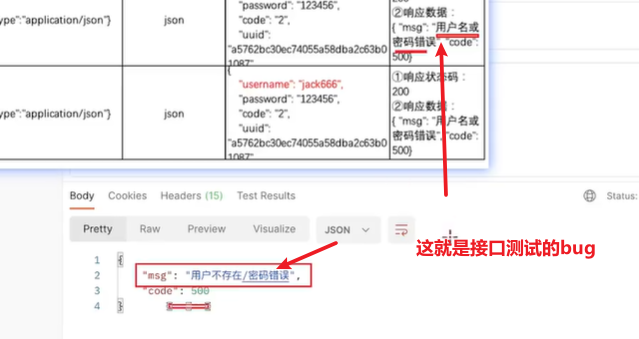 "password": "123456",
200
ype":"application/json"}
json
"code": "2",
②响应数据：
"uuid":
{ "msg": "用户名或
"a5762bc30ec74055a58dba2c63b0
密码错误", "code":
1087"
500}
{
"username": "jack666",
①响应状态码：
"password": "123456",
200
ype":"application/json"}
json
"code": "2",
②响应数据：
"uuid":
{ "msg": "用户名或
"a5762bc30ec74055a58dba2c63b0
密码错误", "code":
1087"
500}
Body Cookies Headers (15) Test Results Status:
Pretty Raw Preview Visualize JSON
这就是接口测试的bug
1 {
2 "msg": "用户不存在/密码错误",
3 "code": 500
4 }